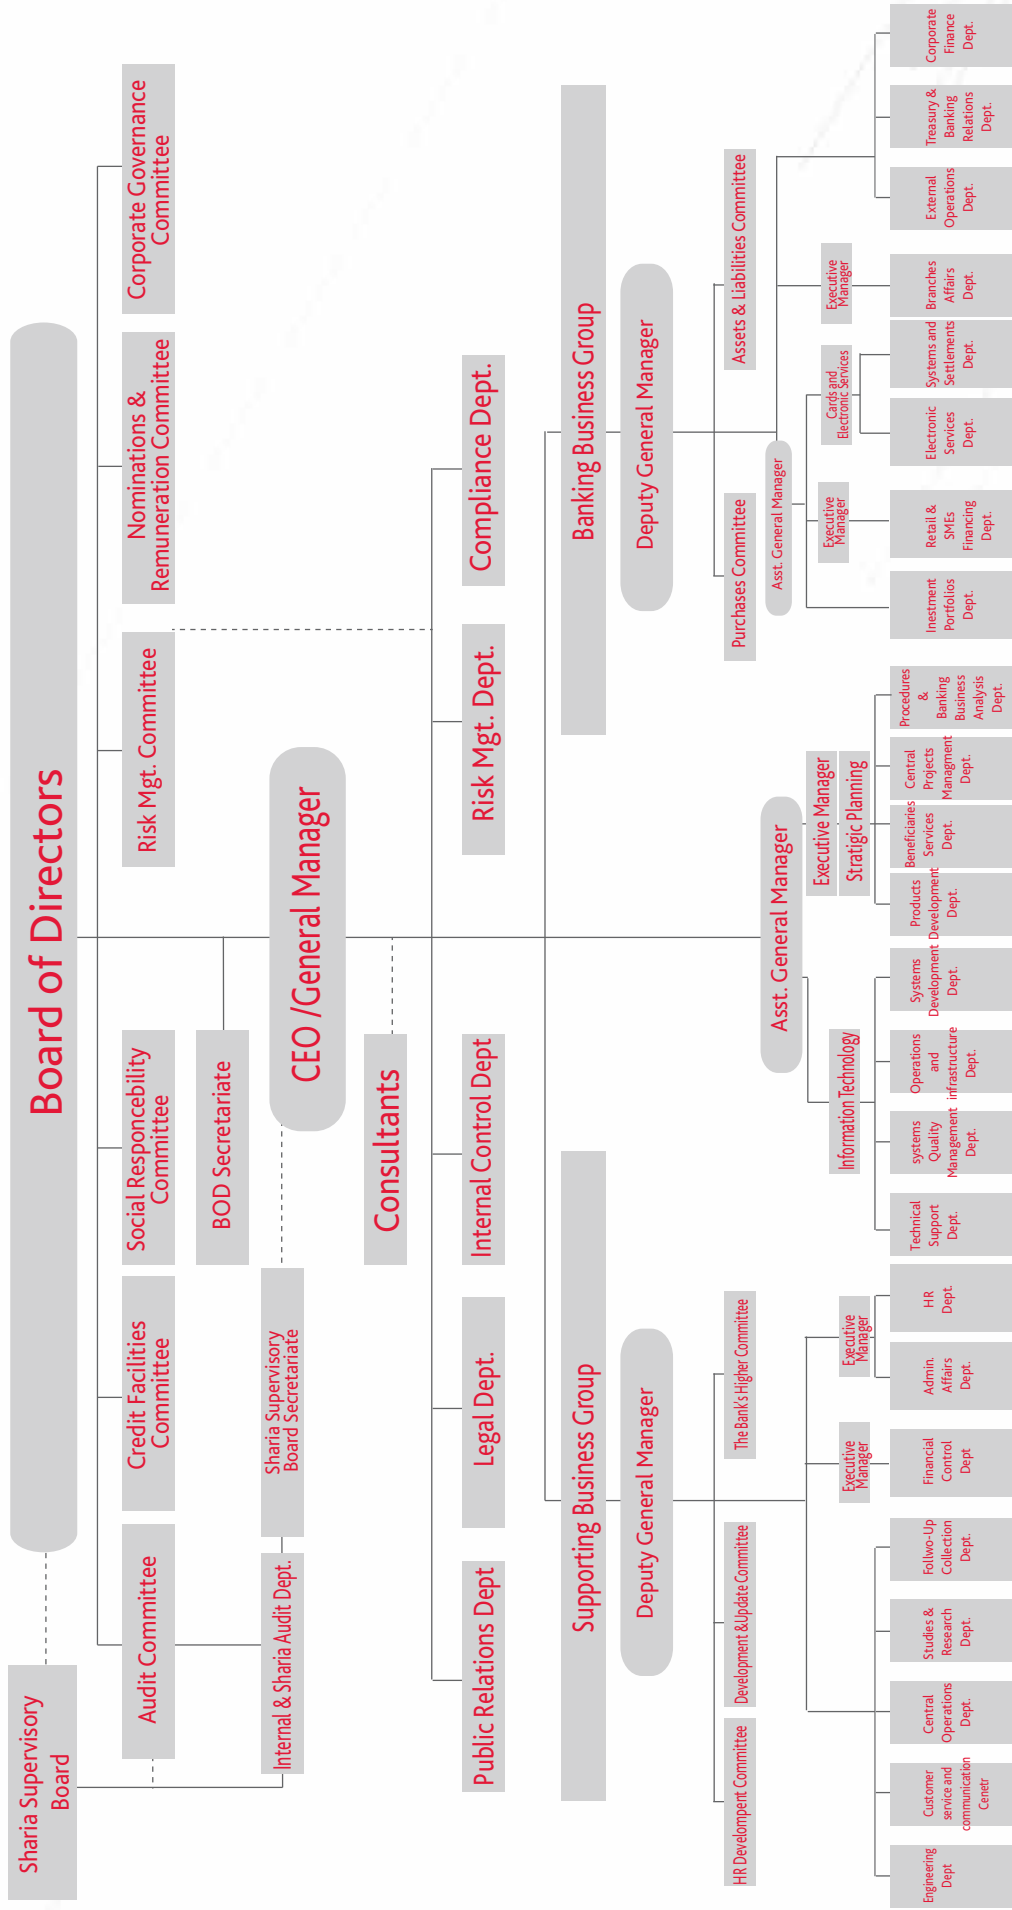 Board of Directors
Sharia Supervisory
Board
Audit Committee
Credit Facilities
Committee
Social Responcebility
Committee
Risk Mgt. Committee
Nominations &
Remuneration Committee
Corporate Governance
Committee
BOD Secretariate
Internal & Sharia Audit Dept.
Sharia Supervisory
Board Secretariate
CEO /General Manager
Consultants
Public Relations Dept
Legal Dept.
Internal Control Dept
Risk Mgt. Dept.
Compliance Dept.
Supporting Business Group
Banking Business Group
Deputy General Manager
Deputy General Manager
HR Develompent Committee
Development &Update Committee
The Bank's Higher Committee
Purchases Committee
Assets & Liabilities Committee
Asst. General Manager
Asst. General Manager
Executive Manager
Stratigic Planning
Information Technology
Executive
Manager
Executive
Manager
Executive
Manager
Cards and
Electronic Services
Executive
Manager
Engineering
Dept
Customer
service and
communication
Cenetr
Central
Operations
Dept.
Studies &
Research
Dept.
Follwo-Up
Collection
Dept.
Financial
Control
Dept
Admin.
Affairs
Dept.
HR
Dept.
Technical
Support
Dept.
systems
Quality
Management
Dept.
Operations
and
infrastructure
Dept.
Systems
Development
Dept.
Products
Development
Dept.
Beneficiaries
Services
Dept.
Central
Projects
Managment
Dept.
Procedures
&
Banking
Business
Analysis
Dept.
Inestment
Portfolios
Dept.
Retail &
SMEs
Financing
Dept.
Electronic
Services
Dept.
Systems and
Settlements
Dept.
Branches
Affairs
Dept.
External
Operations
Dept.
Treasury &
Banking
Relations
Dept.
Corporate
Finance
Dept.